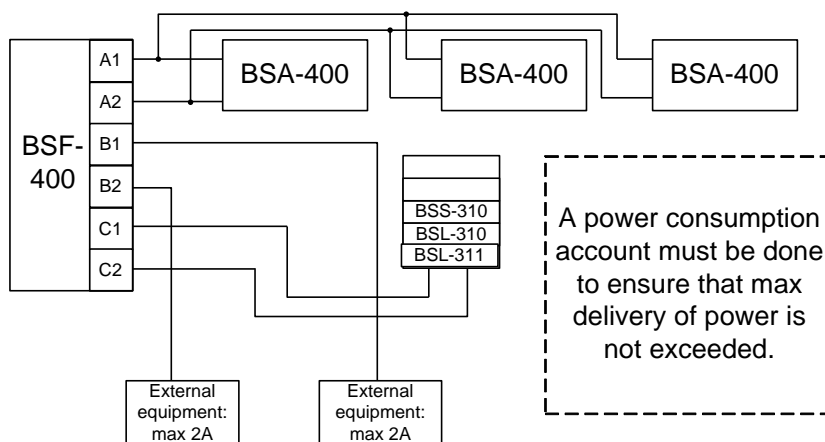 BSF-
400
A1
A2
B1
B2
C1
C2
BSA-400
BSA-400
BSA-400
BSS-310
BSL-310
BSL-311
External
equipment:
max 2A
External
equipment:
max 2A
A power consumption
account must be done
to ensure that max
delivery of power is
not exceeded.